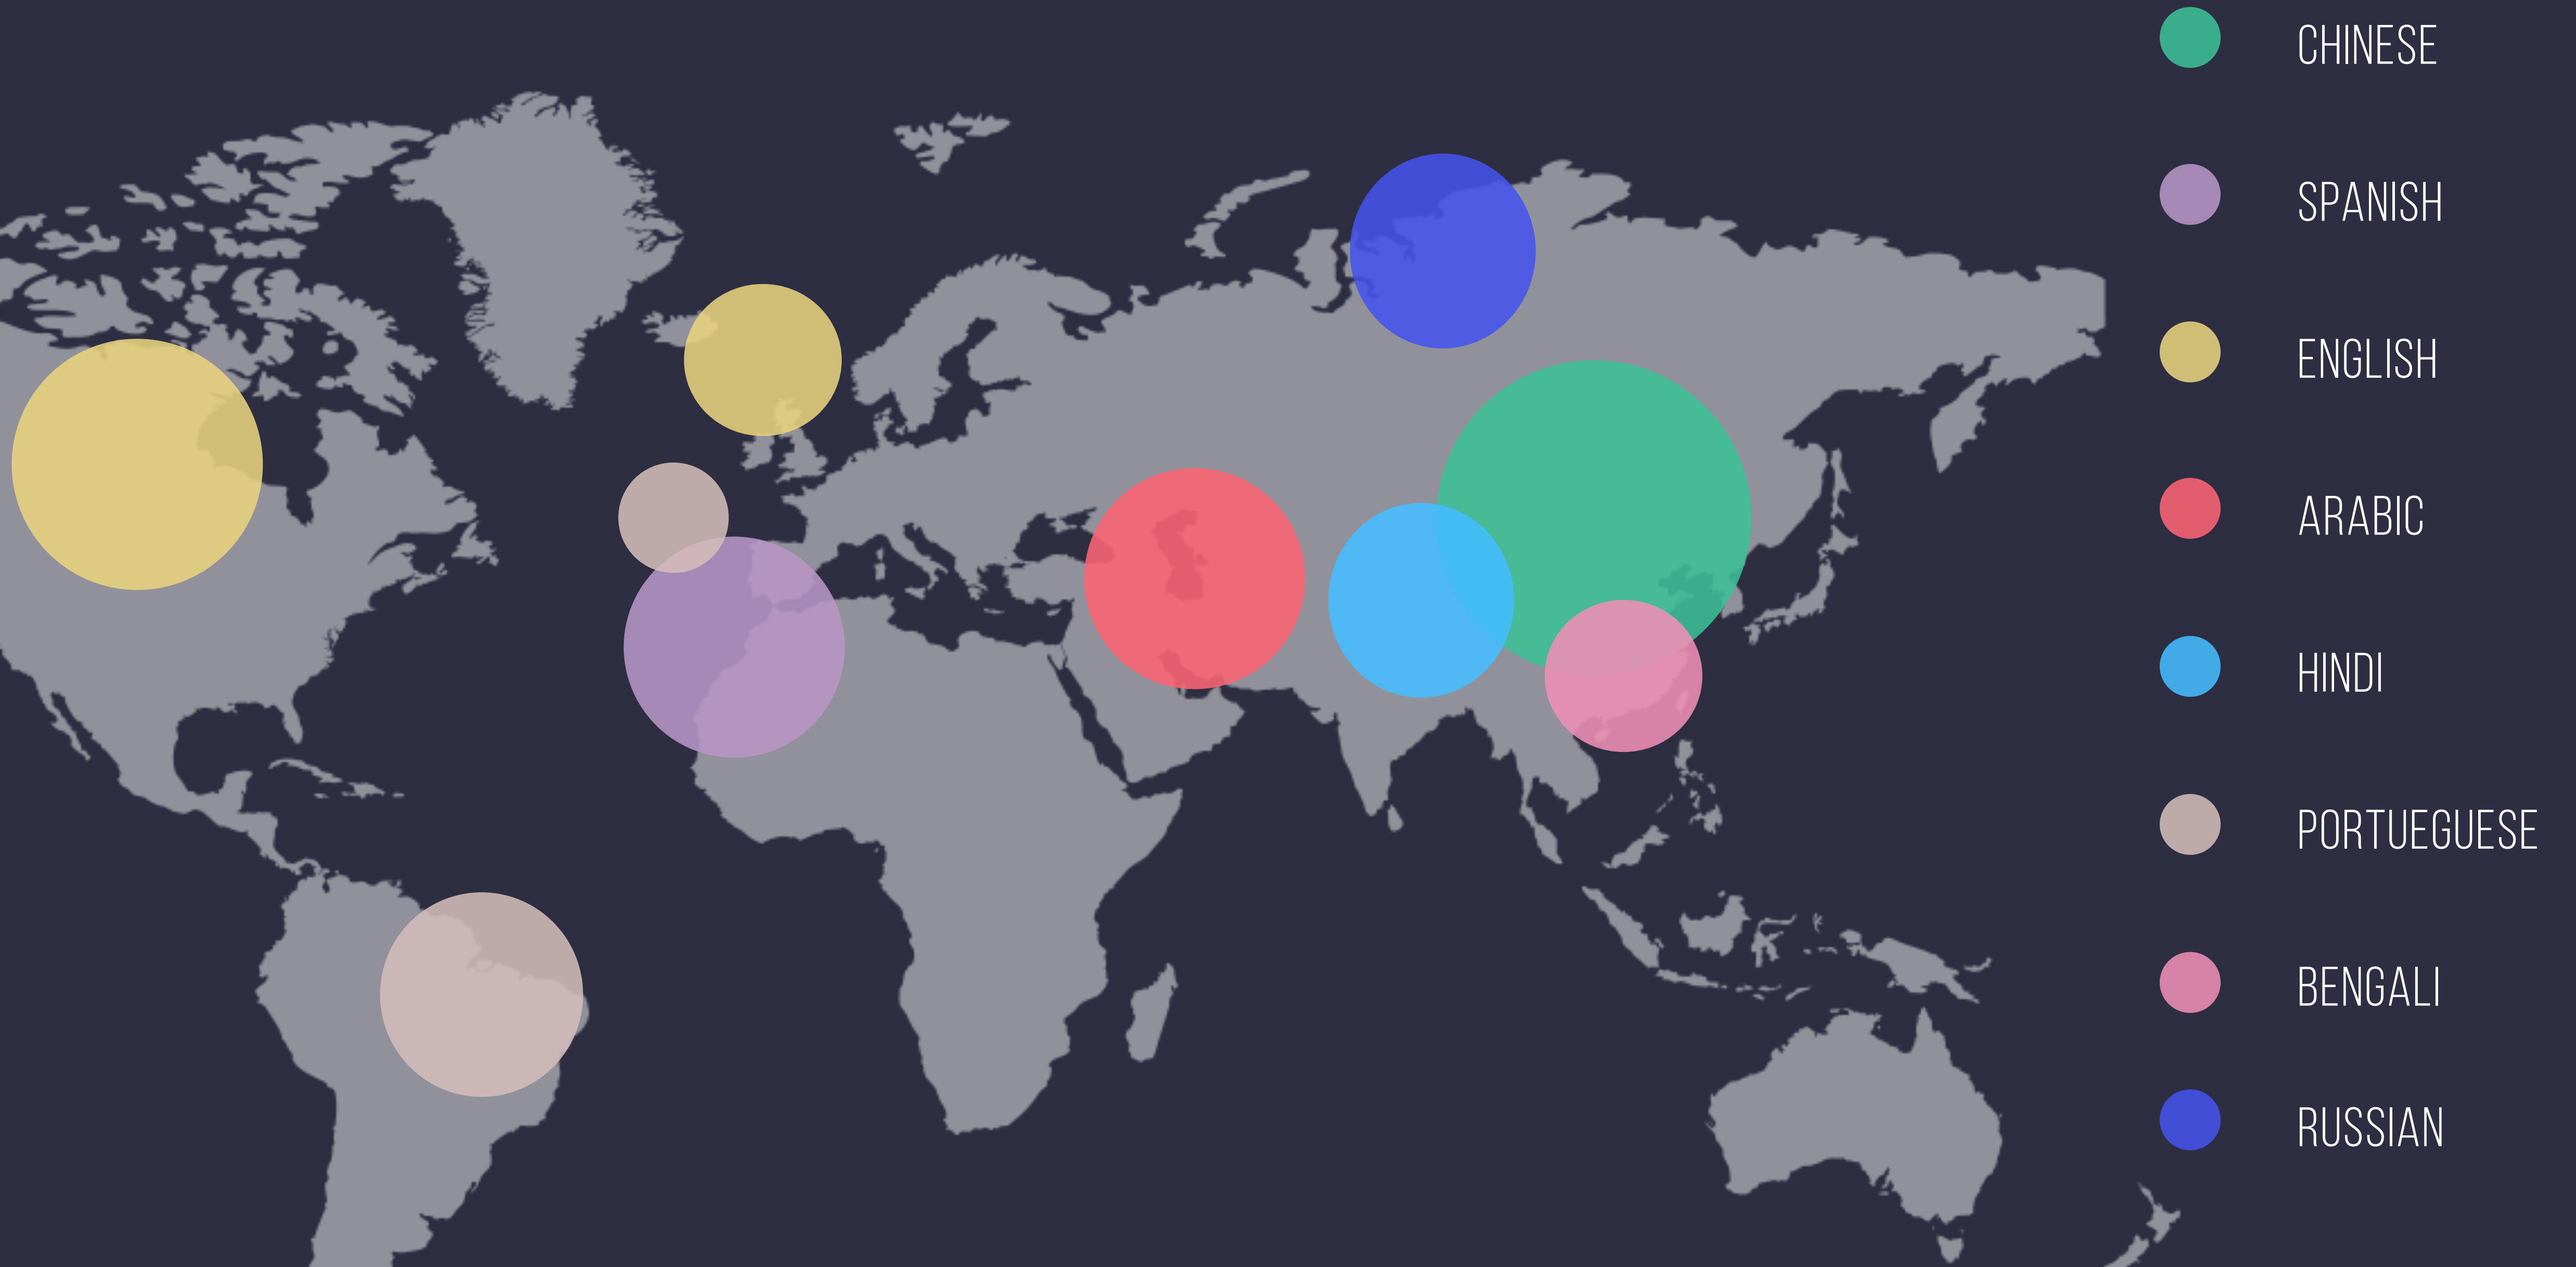 CHINESE
SPANISH
ENGLISH
ARABIC
HINDI
PORTUEGUESE
BENGALI
RUSSIAN